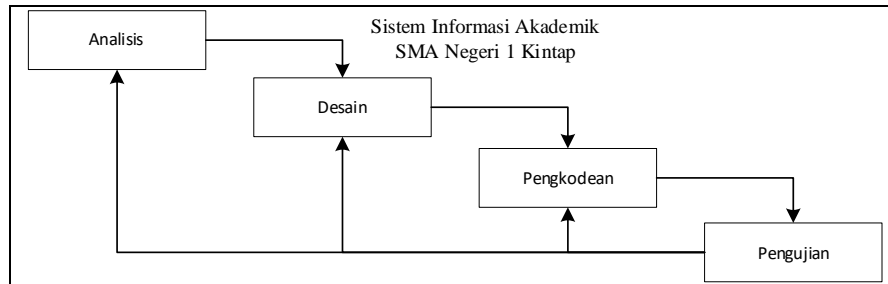 Sistem Informasi Akademik
SMA Negeri 1 Kintap
Analisis
Desain
Pengkodean
Pengujian